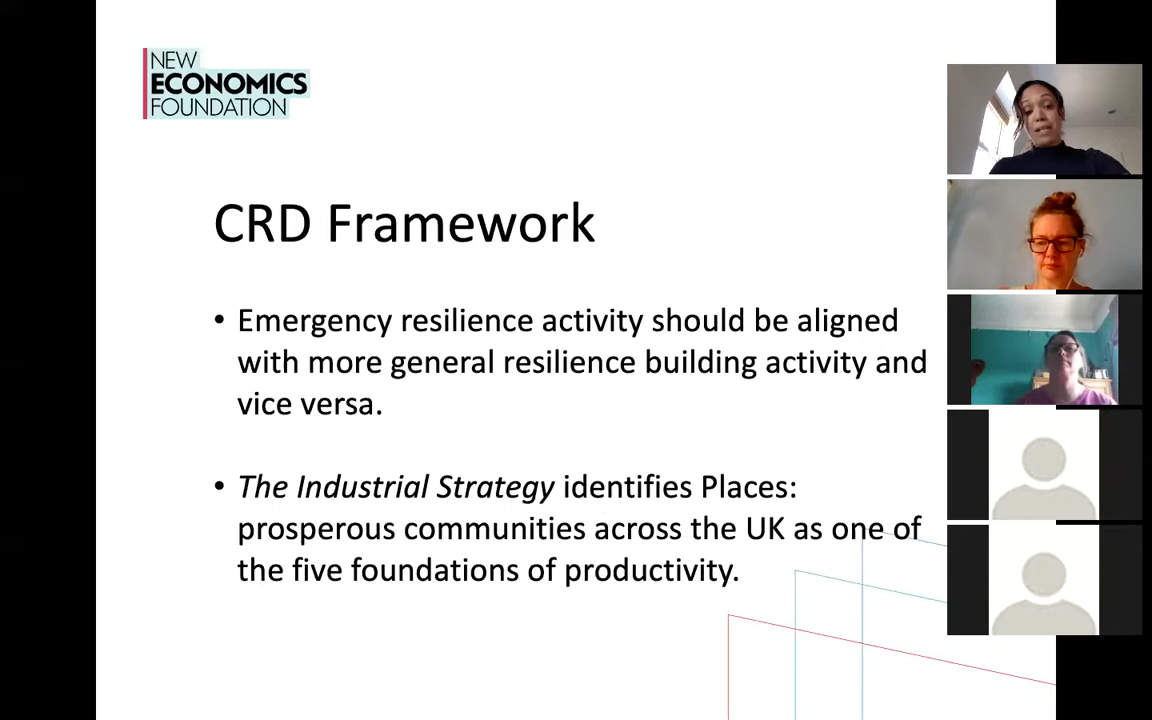 NEW
ECONOMICS
FOUNDATION
CRD Framework
• Emergency resilience activity should be aligned
with more general resilience building activity and
vice versa.
• The Industrial Strategy identifies Places:
prosperous communities across the UK as one of
the five foundations of productivity.